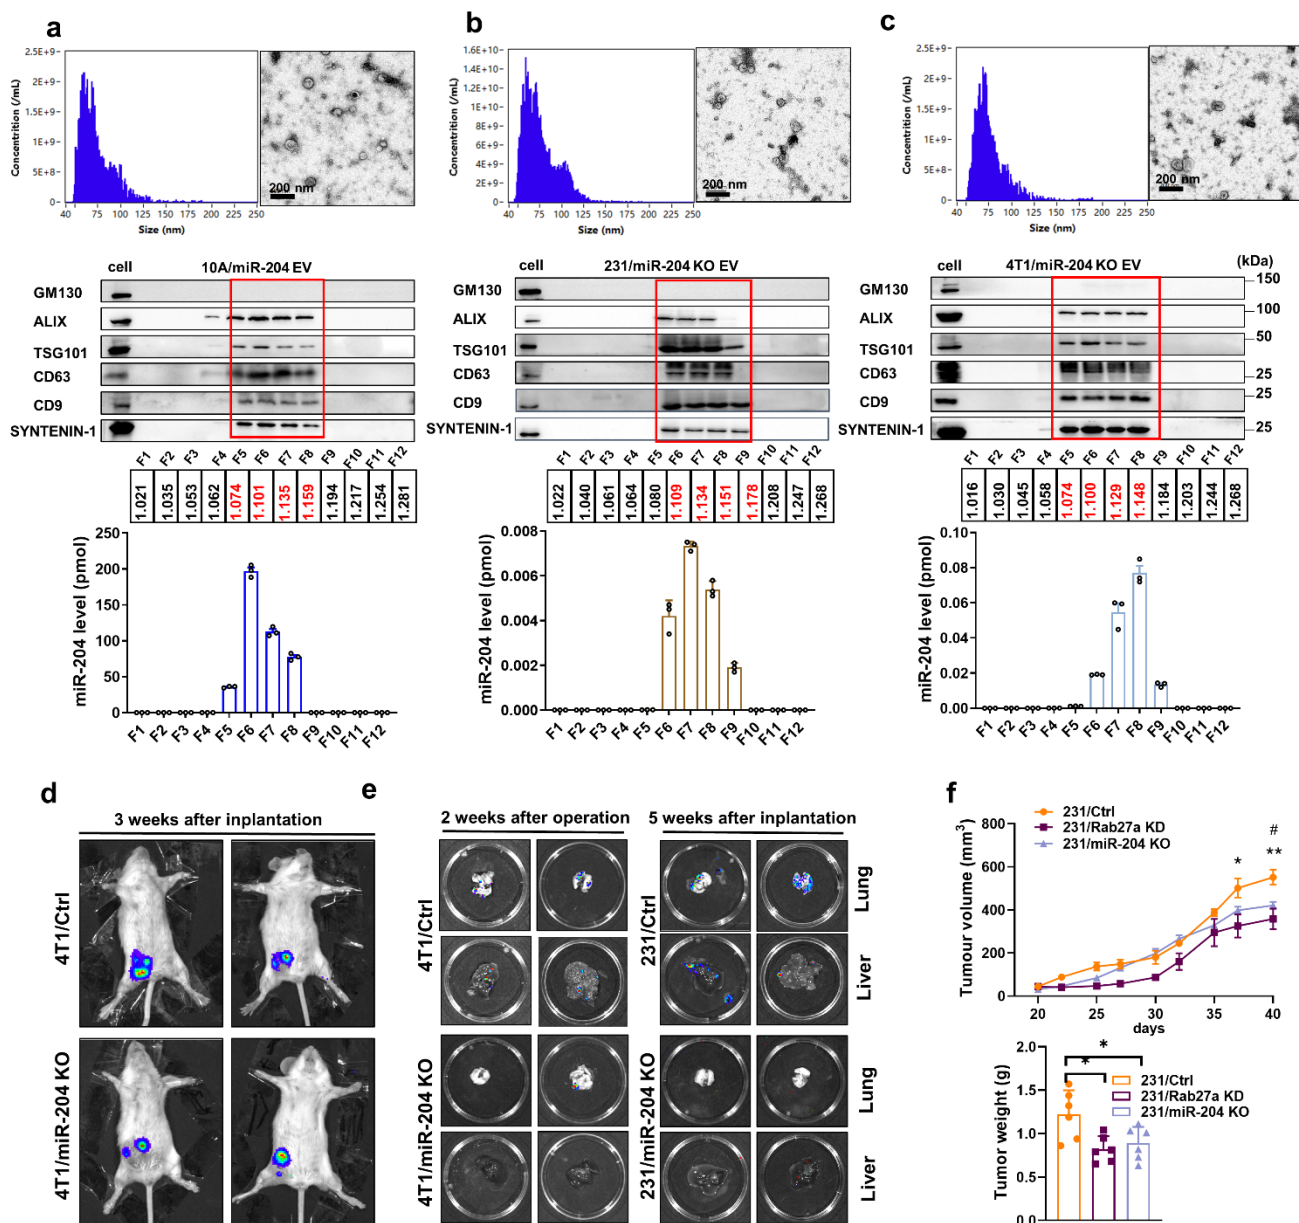 a
2.5E+9
2E+9
1.5E+9
1E+9
5E+8
0
Concentrition (/mL)
40 75 100 125 150 175 200 225 250
Size (nm)
200 nm
cell 10A/miR-204 EV
GM130
ALIX
TSG101
CD63
CD9
SYNTENIN-1
F1 F2 F3 F4 F5 F6 F7 F8 F9 F10 F11 F12
1.021 1.035 1.053 1.062 1.074 1.101 1.135 1.159 1.194 1.217 1.254 1.281
miR-204 level (pmol)
250
200
150
100
50
0
F1 F2 F3 F4 F5 F6 F7 F8 F9 F10 F11 F12
b
1.6E+10
1.4E+10
1.2E+10
1E+10
8E+9
6E+9
4E+9
2E+9
0
Concentrition (/mL)
40 75 100 125 150 175 200 225 250
Size (nm)
200 nm
cell 231/miR-204 KO EV
GM130
ALIX
TSG101
CD63
CD9
SYNTENIN-1
F1 F2 F3 F4 F5 F6 F7 F8 F9 F10 F11 F12
1.022 1.040 1.061 1.064 1.080 1.109 1.134 1.151 1.178 1.208 1.247 1.268
miR-204 level (pmol)
0.008
0.006
0.004
0.002
0.000
F1 F2 F3 F4 F5 F6 F7 F8 F9 F10 F11 F12
c
2.5E+9
2E+9
1.5E+9
1E+9
5E+8
0
Concentrition (/mL)
40 75 100 125 150 175 200 225 250
Size (nm)
200 nm
cell 4T1/miR-204 KO EV (kDa)
GM130 150
ALIX 100
TSG101 50
CD63 25
CD9 25
SYNTENIN-1 25
F1 F2 F3 F4 F5 F6 F7 F8 F9 F10 F11 F12
1.016 1.030 1.045 1.058 1.074 1.100 1.129 1.148 1.184 1.203 1.244 1.268
miR-204 level (pmol)
0.10
0.08
0.06
0.04
0.02
0.00
F1 F2 F3 F4 F5 F6 F7 F8 F9 F10 F11 F12
d
3 weeks after inplantation
4T1/Ctrl
4T1/miR-204 KO
e
2 weeks after operation 5 weeks after inplantation
4T1/Ctrl
4T1/miR-204 KO
231/Ctrl
231/miR-204 KO
Lung
Liver
Lung
Liver
f
231/Ctrl
231/Rab27a KD
231/miR-204 KO
Tumour volume (mm3)
800
600
400
200
0
* # **
20 25 30 35 40
days
Tumor weight (g)
2.0
1.5
1.0
0.5
0.0
*
*
231/Ctrl
231/Rab27a KD
231/miR-204 KO